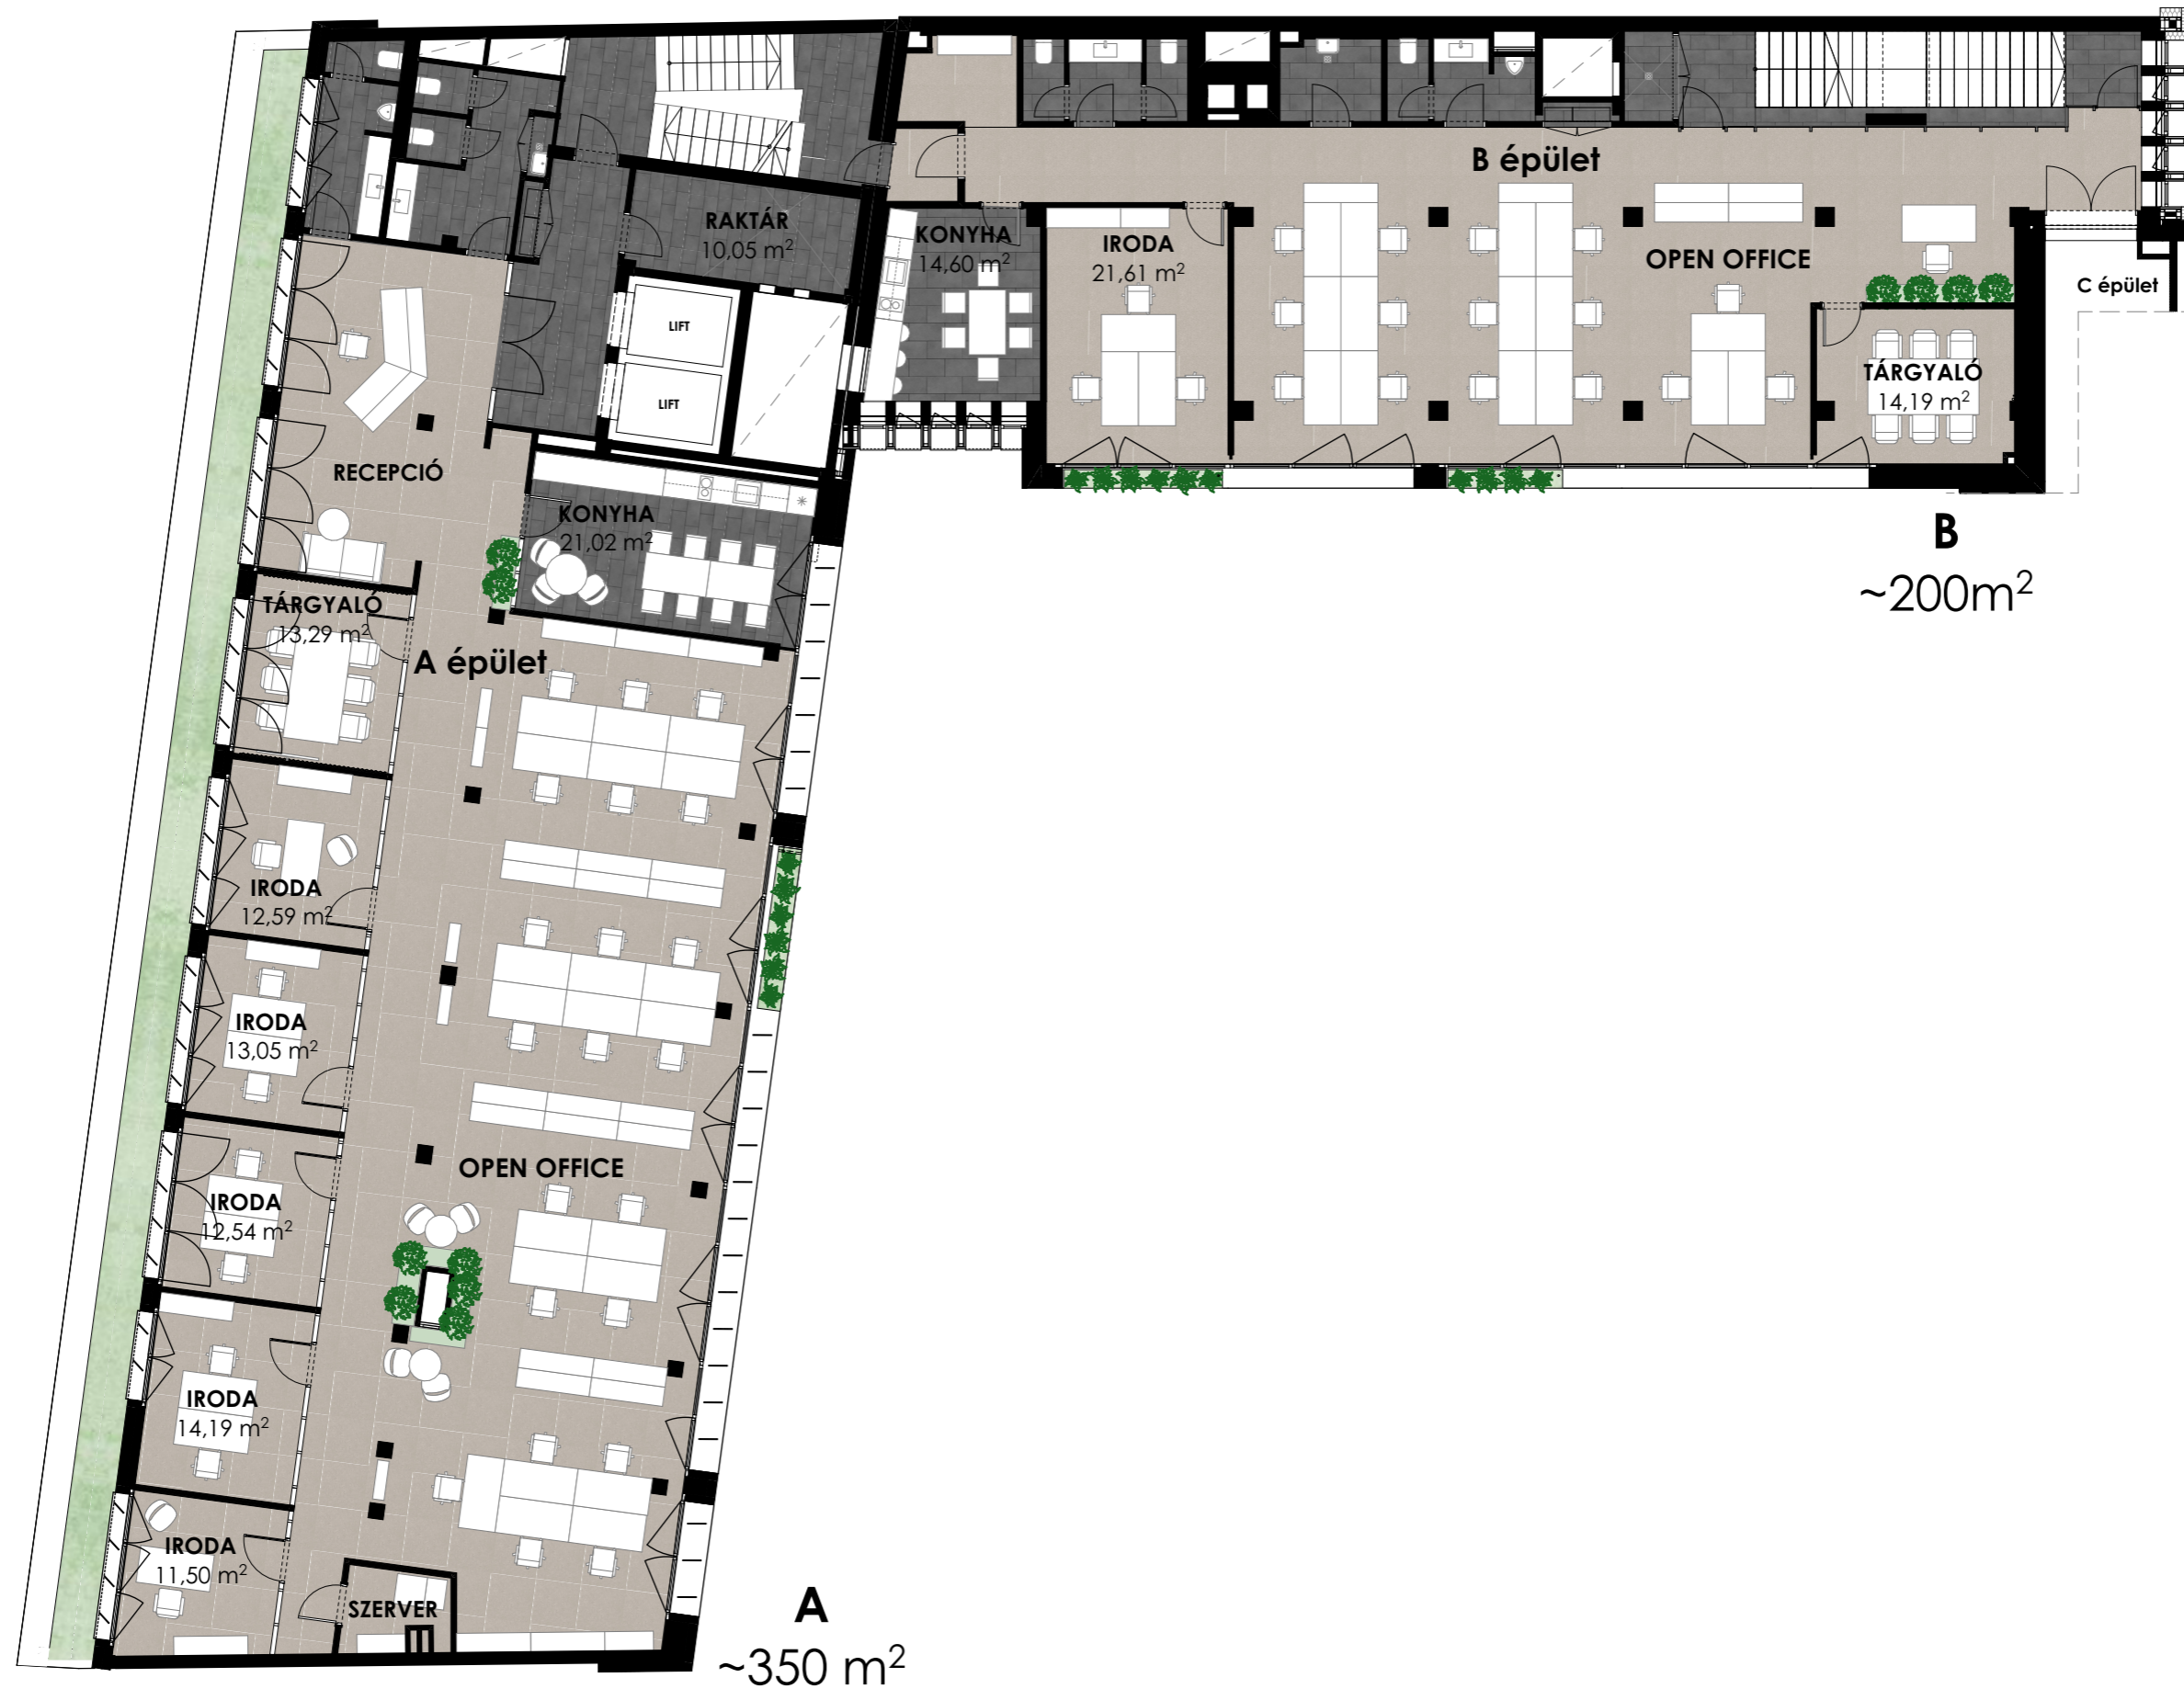 B épület
RAKTÁR
10,05 m²
KONYHA
14,60 m²
IRODA
21,61 m²
OPEN OFFICE
C épület
LIFT
LIFT
TÁRGYALÓ
14,19 m²
RECEPCIÓ
KONYHA
21,02 m²
B
~200m²
TÁRGYALÓ
13,29 m²
A épület
IRODA
12,59 m²
IRODA
13,05 m²
OPEN OFFICE
IRODA
12,54 m²
IRODA
14,19 m²
IRODA
11,50 m²
SZERVER
A
~350 m²